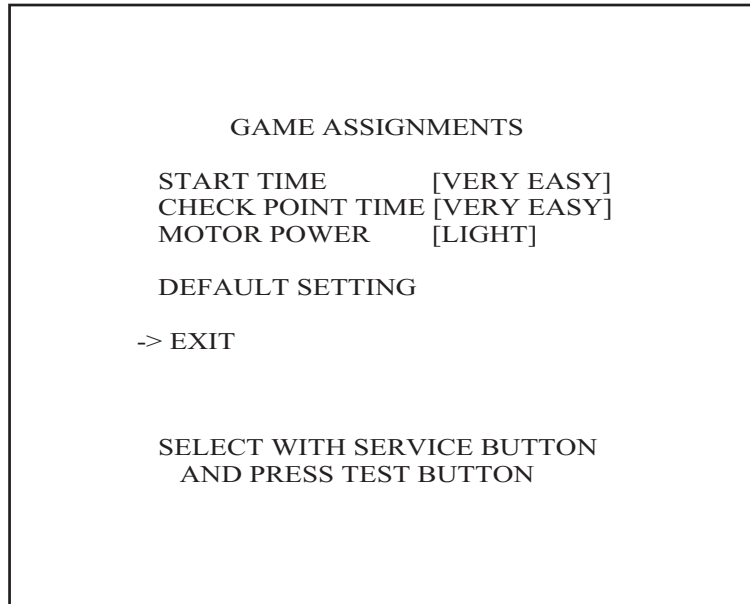 GAME ASSIGNMENTS
START TIME [VERY EASY]
CHECK POINT TIME [VERY EASY]
MOTOR POWER [LIGHT]
DEFAULT SETTING
-> EXIT
SELECT WITH SERVICE BUTTON
AND PRESS TEST BUTTON